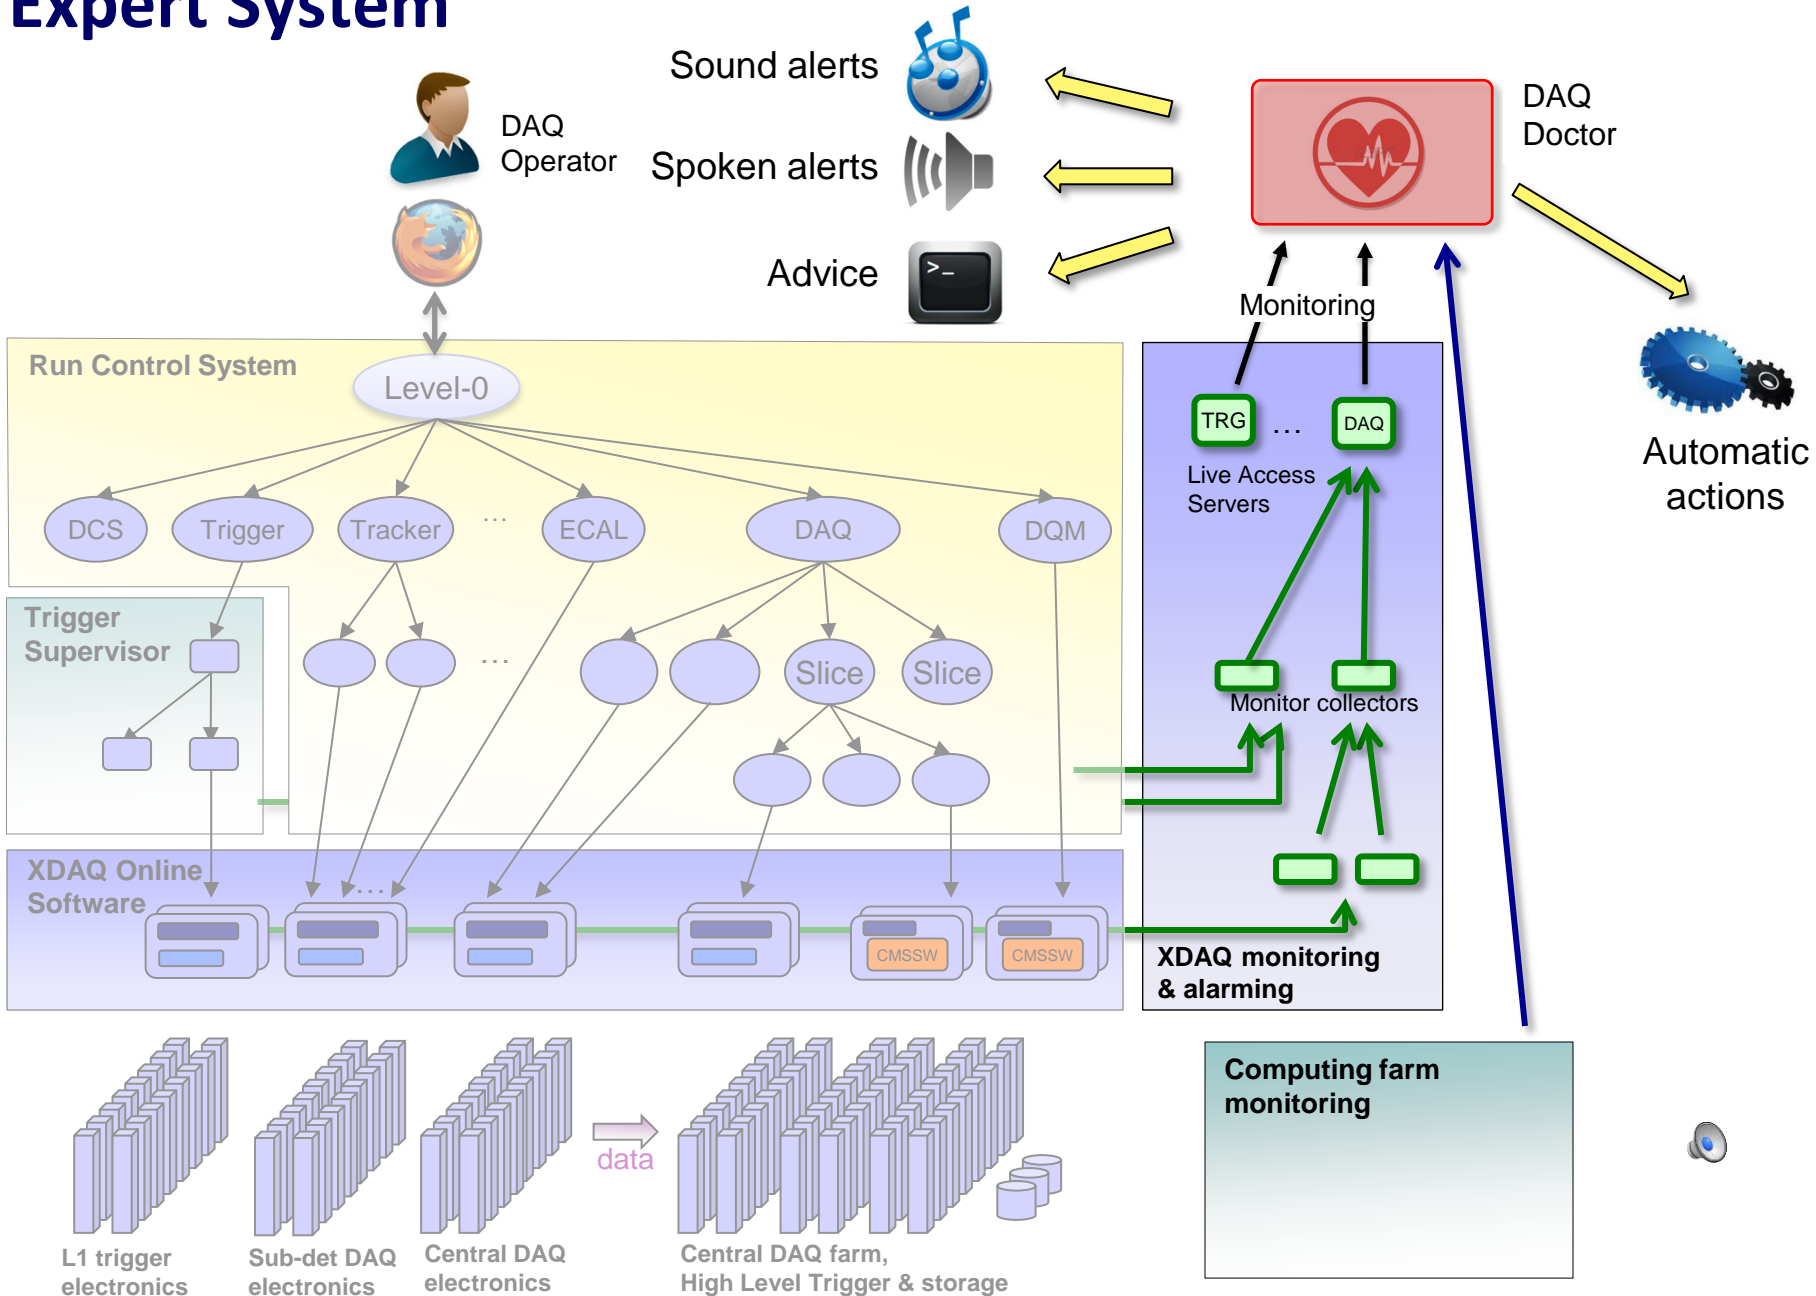 Expert System
Sound alerts
DAQ
Doctor
DAQ
Operator
Spoken alerts
Advice
>_
Monitoring
Run Control System
Level-0
TRG
...
DAQ
Automatic
actions
Live Access
Servers
DCS
Trigger
Tracker
...
ECAL
DAQ
DQM
Trigger
Supervisor
...
Slice
Slice
Monitor collectors
XDAQ Online
Software
...
CMSSW
CMSSW
XDAQ monitoring
& alarming
Computing farm
monitoring
data
L1 trigger
electronics
Sub-det DAQ
electronics
Central DAQ
electronics
Central DAQ farm,
High Level Trigger & storage